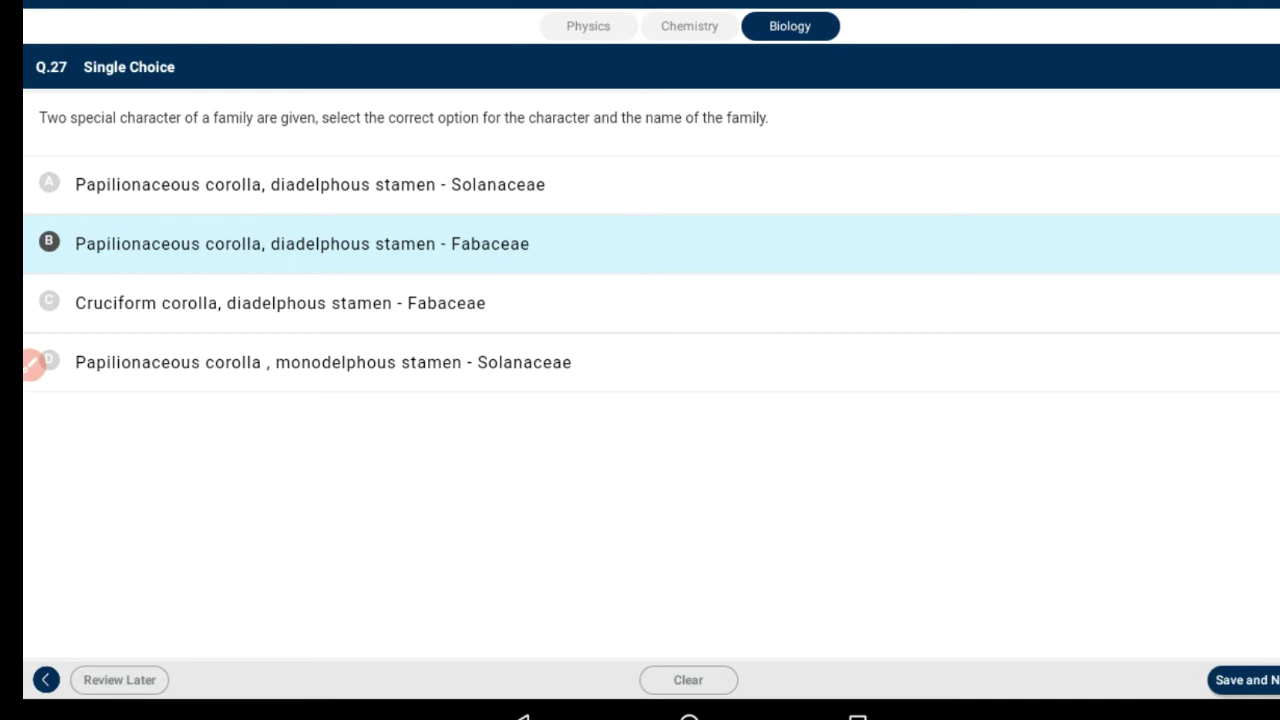 Physics Chemistry Biology
Q.27 Single Choice
Two special character of a family are given, select the correct option for the character and the name of the family.
A Papilionaceous corolla, diadelphous stamen - Solanaceae
B Papilionaceous corolla, diadelphous stamen - Fabaceae
C Cruciform corolla, diadelphous stamen - Fabaceae
D Papilionaceous corolla , monodelphous stamen - Solanaceae
Review Later Clear Save and N